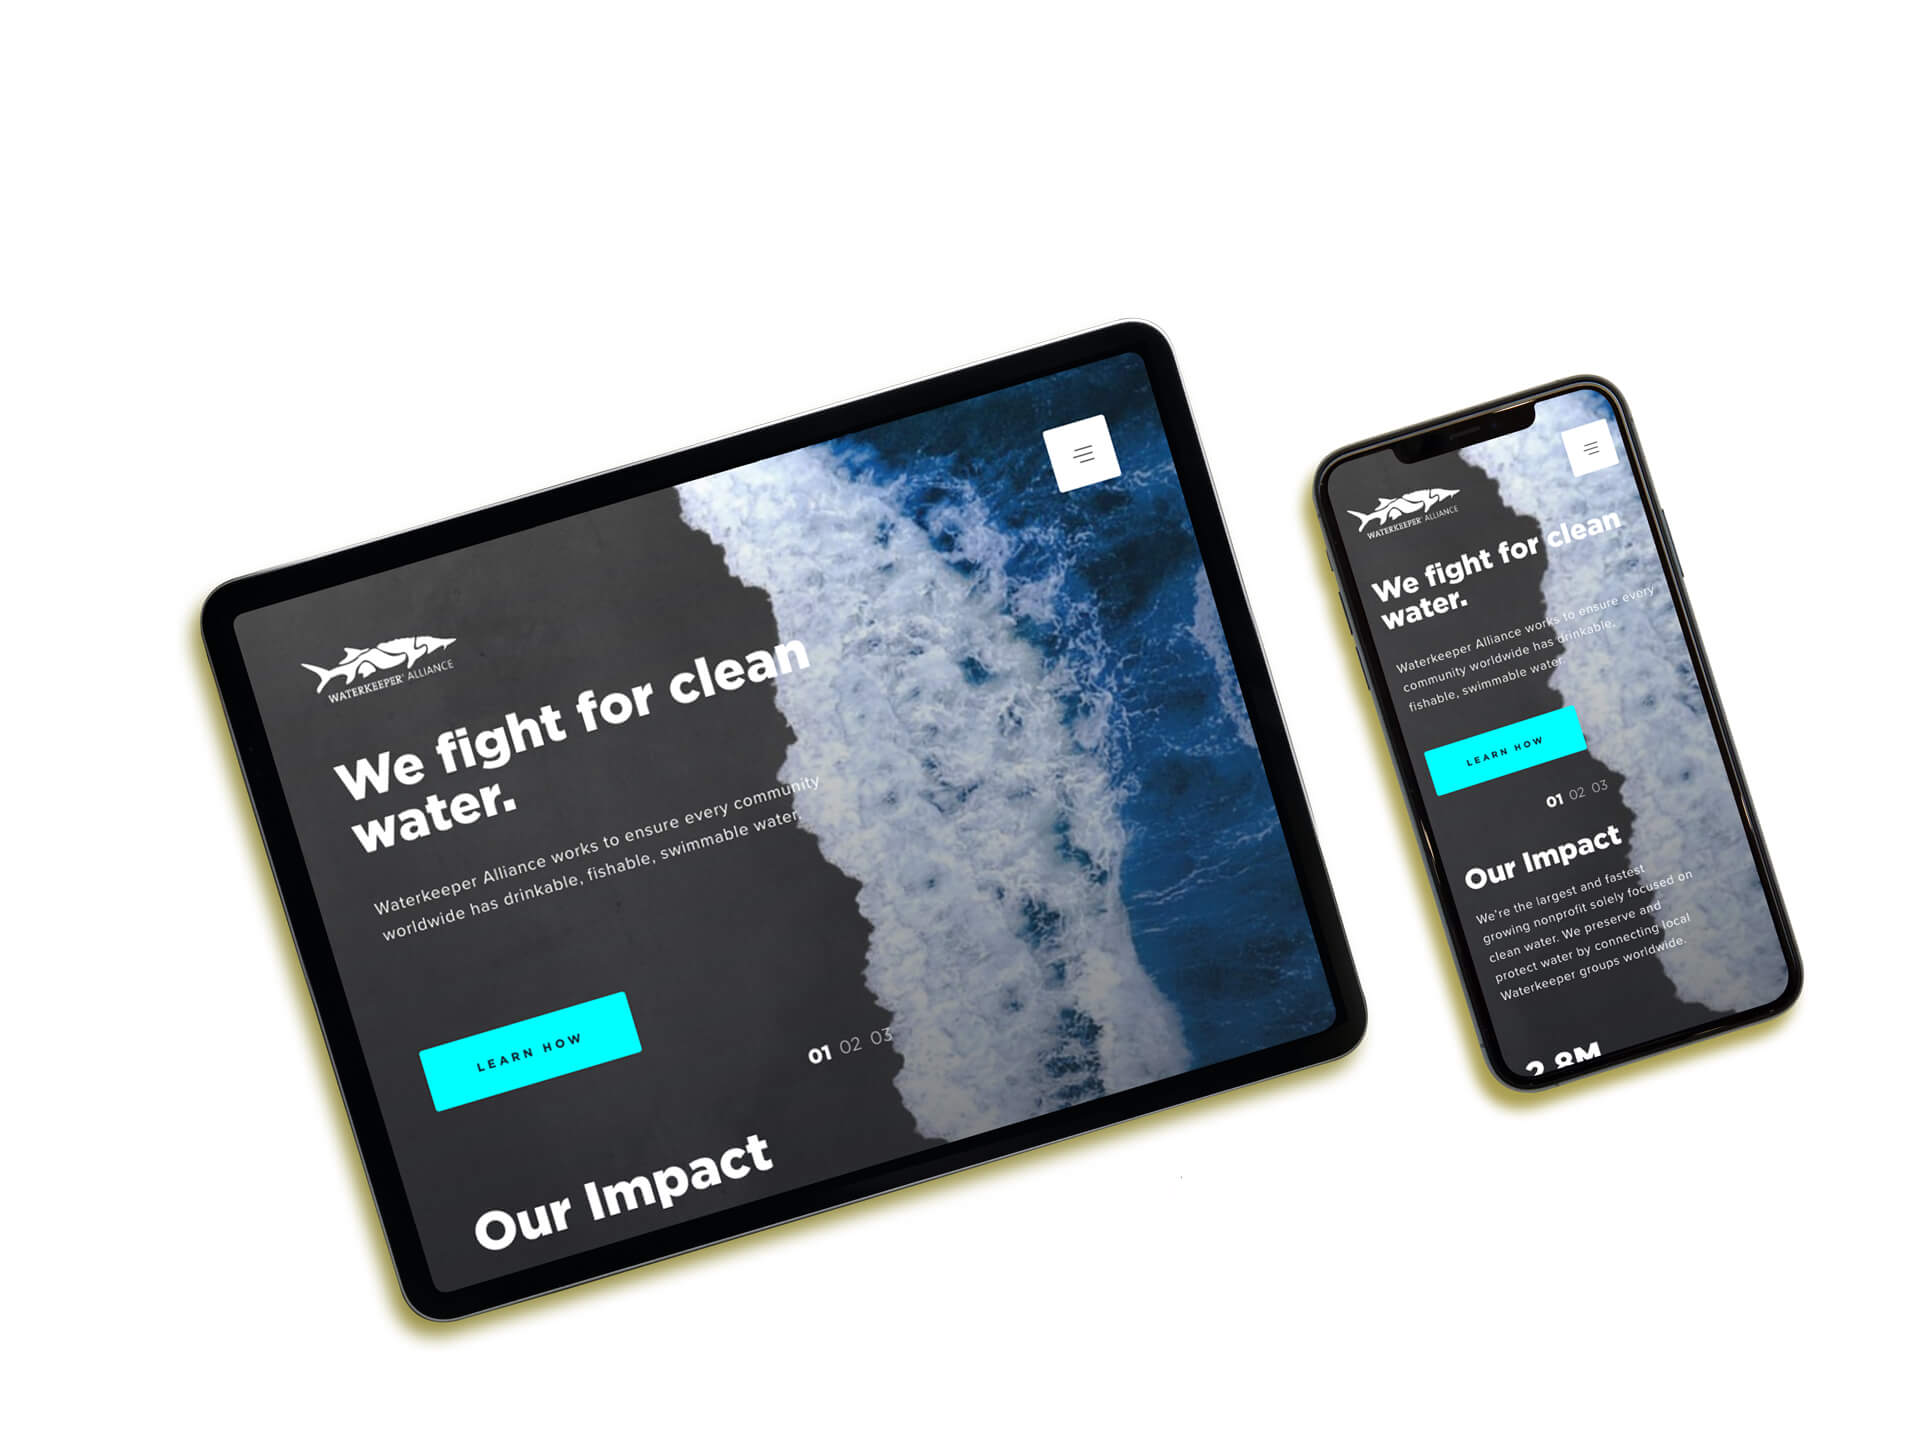 WATERKEEPER® ALLIANCE
We fight for clean
water.
Waterkeeper Alliance works to ensure every community
worldwide has drinkable, fishable, swimmable water.
LEARN HOW
01 02 03
Our Impact
WATERKEEPER® ALLIANCE
We fight for clean
water.
Waterkeeper Alliance works to ensure every
community worldwide has drinkable,
fishable, swimmable water.
LEARN HOW
01 02 03
Our Impact
We're the largest and fastest
growing nonprofit solely focused on
clean water. We preserve and
protect water by connecting local
Waterkeeper groups worldwide.
2.8M